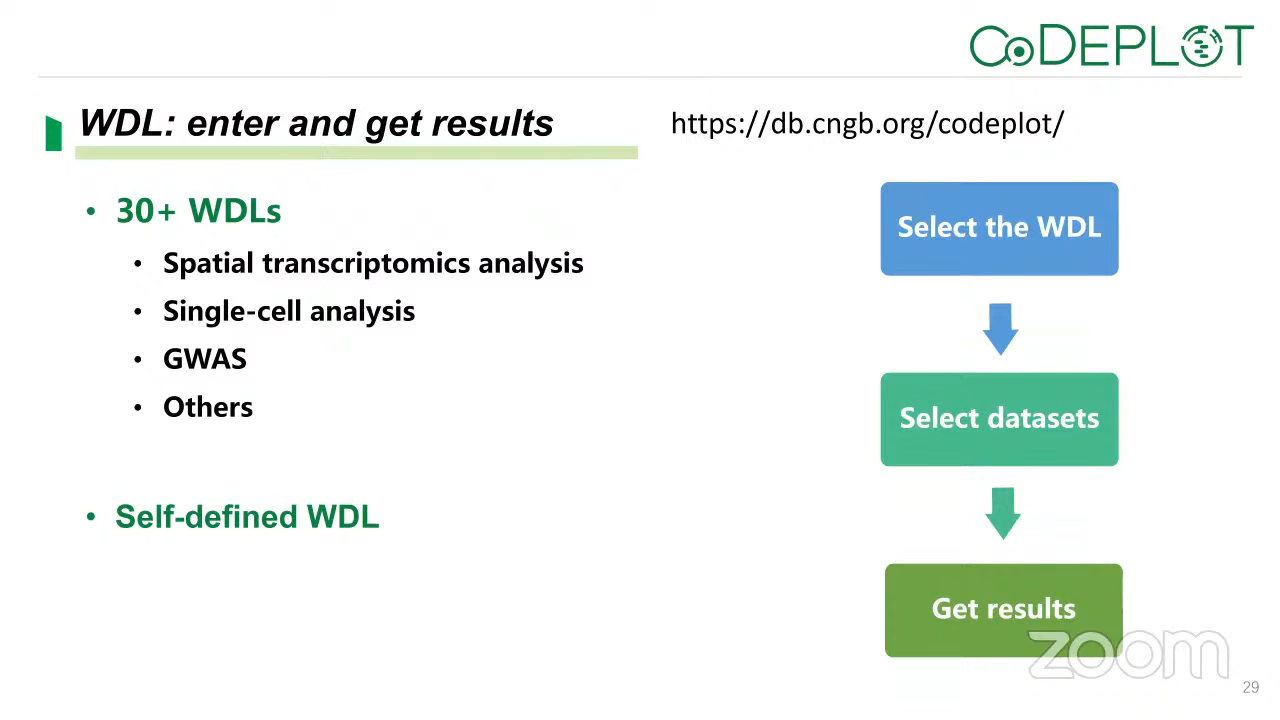 CODEPLOT
WDL: enter and get results
https://db.cngb.org/codeplot/
• 30+ WDLs
• Spatial transcriptomics analysis
• Single-cell analysis
• GWAS
• Others
• Self-defined WDL
Select the WDL
Select datasets
Get results
zoom
29